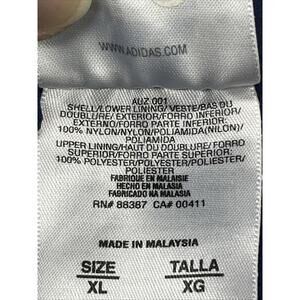 WWW.ADIDAS.COM
AUZ 001
SHELL/LOWER LINING/ VESTE/BAS DU
DOUBLURE/ EXTERIOR/FORRO INFERIOR/
EXTERNO/FORRO PARTE INFERIOR:
100% NYLON/NYLON/POLIAMIDA(NILON)/
POLIAMIDA
UPPER LINING/HAUT DU DOUBLURE/ FORRO
SUPERIOR/FORRO PARTE SUPERIOR:
100% POLYESTER/POLYESTER/POLIESTER/
POLIESTER
FABRIQUE EN MALAISIE
HECHO EN MALASIA
FABRICADO NA MALASIA
RN# 88387 CA# 00411
MADE IN MALAYSIA
SIZE TALLA
XL XG